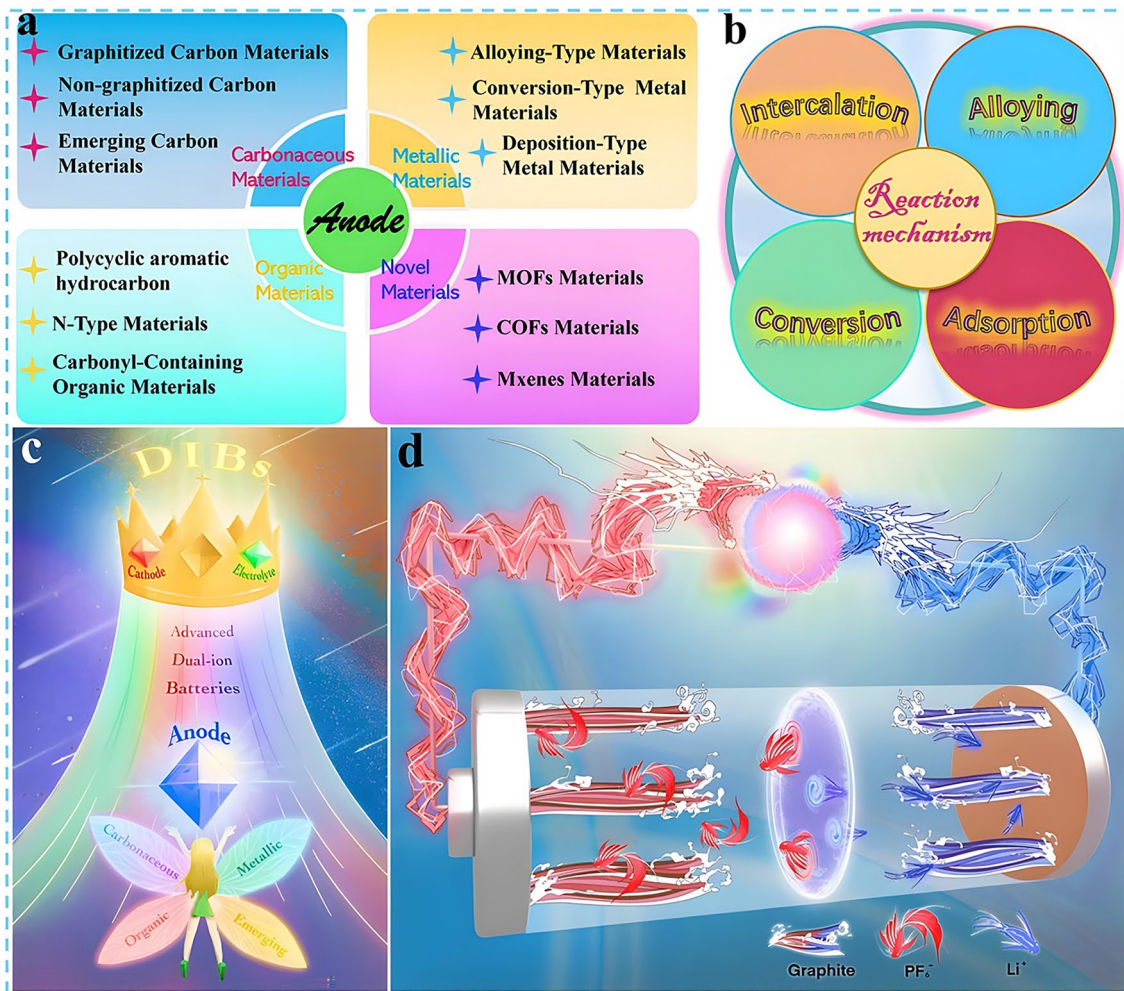 a
Graphitized Carbon Materials
Non-graphitized Carbon
Materials
Emerging Carbon
Materials
Carbonaceous
Materials
Alloying-Type Materials
Conversion-Type Metal
Materials
Deposition-Type
Metal Materials
Metallic
Materials
Anode
Polycyclic aromatic
hydrocarbon
N-Type Materials
Carbonyl-Containing
Organic Materials
Organic
Materials
Novel
Materials
MOFs Materials
COFs Materials
Mxenes Materials
b
Intercalation
Alloying
Reaction
mechanism
Conversion
Adsorption
c
DIBs
Cathode
Electrolyte
Advanced
Dual-ion
Batteries
Anode
Carbonaceous
Metallic
Organic
Emerging
d
Graphite
PF₆⁻
Li⁺